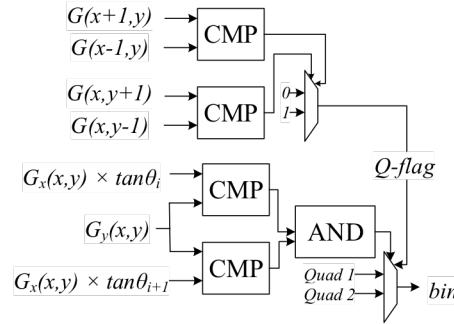 G(x+1,y)
G(x-1,y)
CMP
G(x,y+1)
G(x,y-1)
CMP
0
1
Q-flag
Gₓ(x,y) × tanθᵢ
CMP
G_y(x,y)
AND
Gₓ(x,y) × tanθᵢ₊₁
CMP
Quad 1
Quad 2
bin